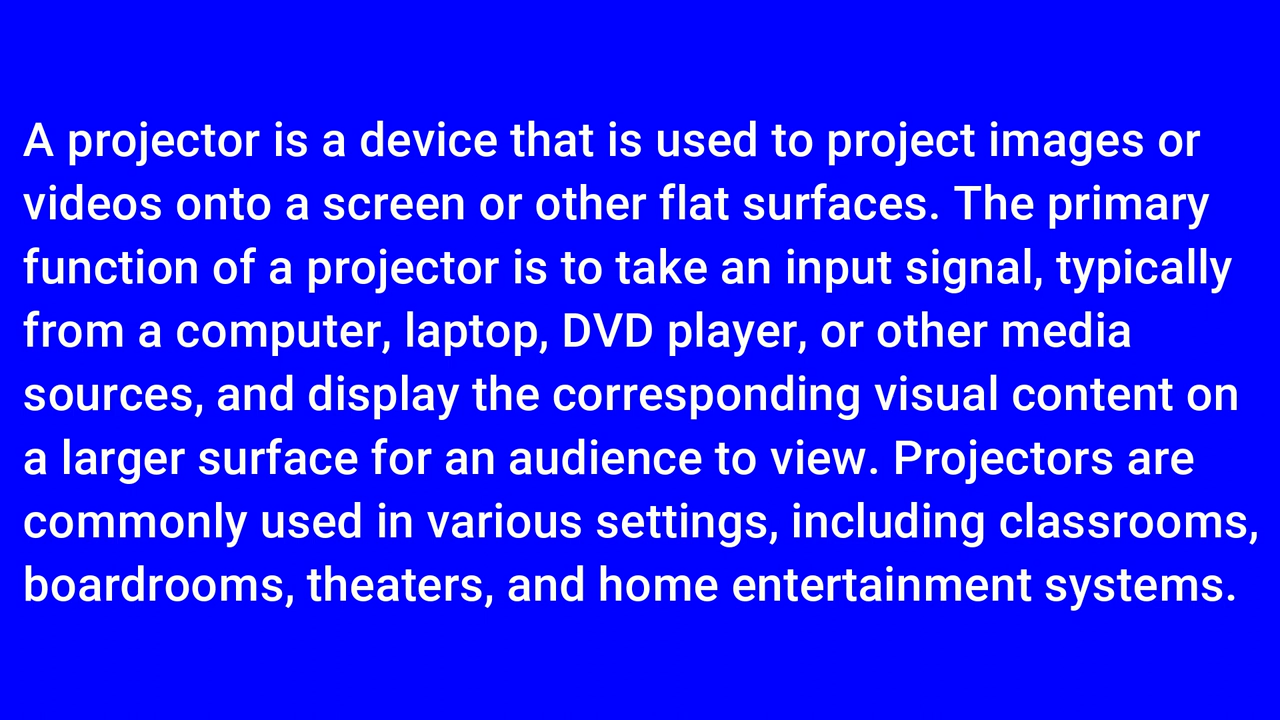 A projector is a device that is used to project images or
videos onto a screen or other flat surfaces. The primary
function of a projector is to take an input signal, typically
from a computer, laptop, DVD player, or other media
sources, and display the corresponding visual content on
a larger surface for an audience to view. Projectors are
commonly used in various settings, including classrooms,
boardrooms, theaters, and home entertainment systems.